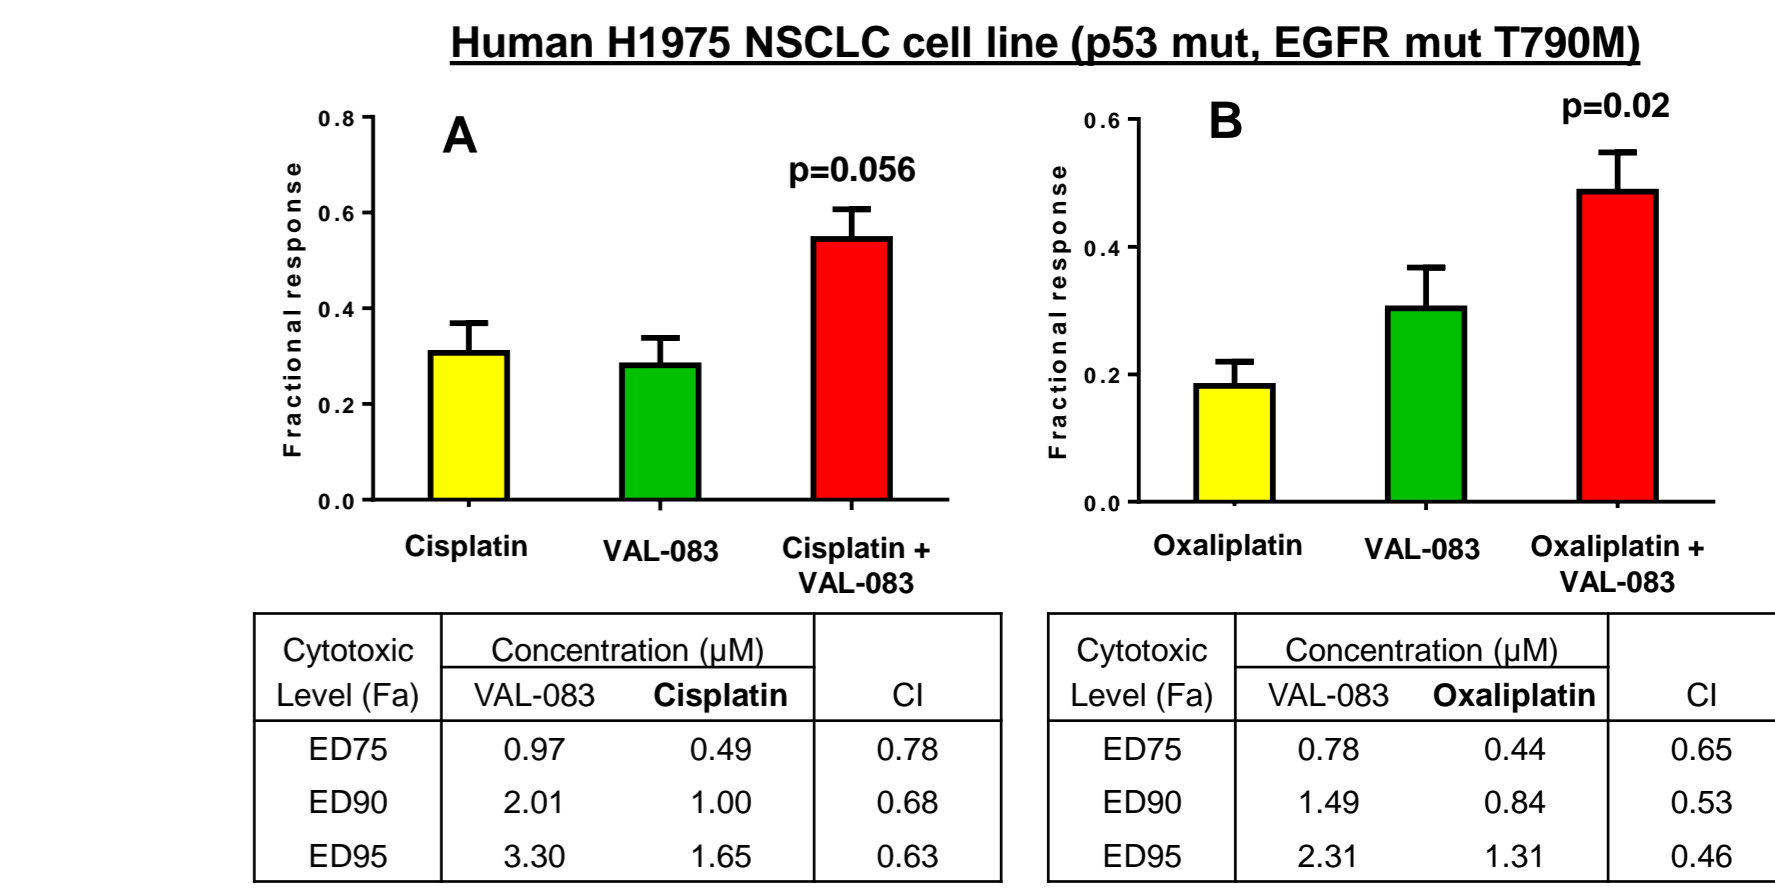 Human H1975 NSCLC cell line (p53 mut, EGFR mut T790M)
A
p=0.056
Fractional response
0.8
0.6
0.4
0.2
0.0
Cisplatin
VAL-083
Cisplatin +
VAL-083
B
p=0.02
Fractional response
0.6
0.4
0.2
0.0
Oxaliplatin
VAL-083
Oxaliplatin +
VAL-083
Cytotoxic Concentration (µM)
Level (Fa) VAL-083 Cisplatin CI
ED75 0.97 0.49 0.78
ED90 2.01 1.00 0.68
ED95 3.30 1.65 0.63
Cytotoxic Concentration (µM)
Level (Fa) VAL-083 Oxaliplatin CI
ED75 0.78 0.44 0.65
ED90 1.49 0.84 0.53
ED95 2.31 1.31 0.46